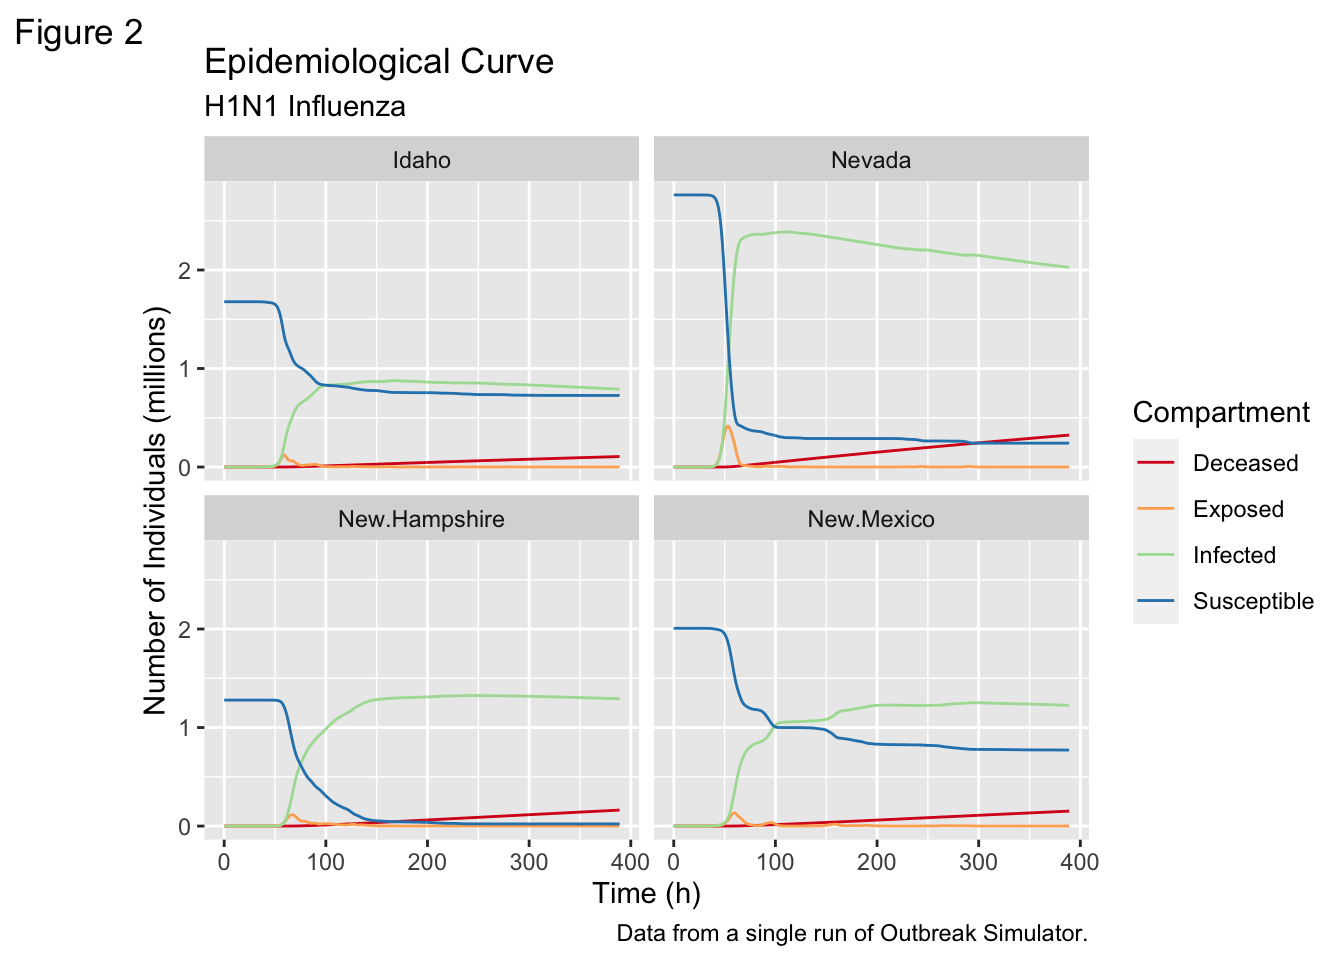 Figure 2
Epidemiological Curve
H1N1 Influenza
Idaho
Nevada
2
1
0
New.Hampshire
New.Mexico
2
1
0
0 100 200 300 400
0 100 200 300 400
Number of Individuals (millions)
Time (h)
Compartment
Deceased
Exposed
Infected
Susceptible
Data from a single run of Outbreak Simulator.